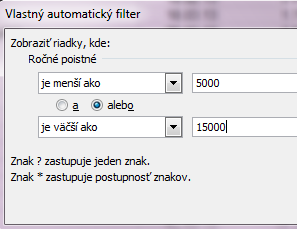 Vlastný automatický filter
Zobraziť riadky, kde:
Ročné poistné
je menší ako 5000
a alebo
je väčší ako 15000
Znak ? zastupuje jeden znak.
Znak * zastupuje postupnosť znakov.